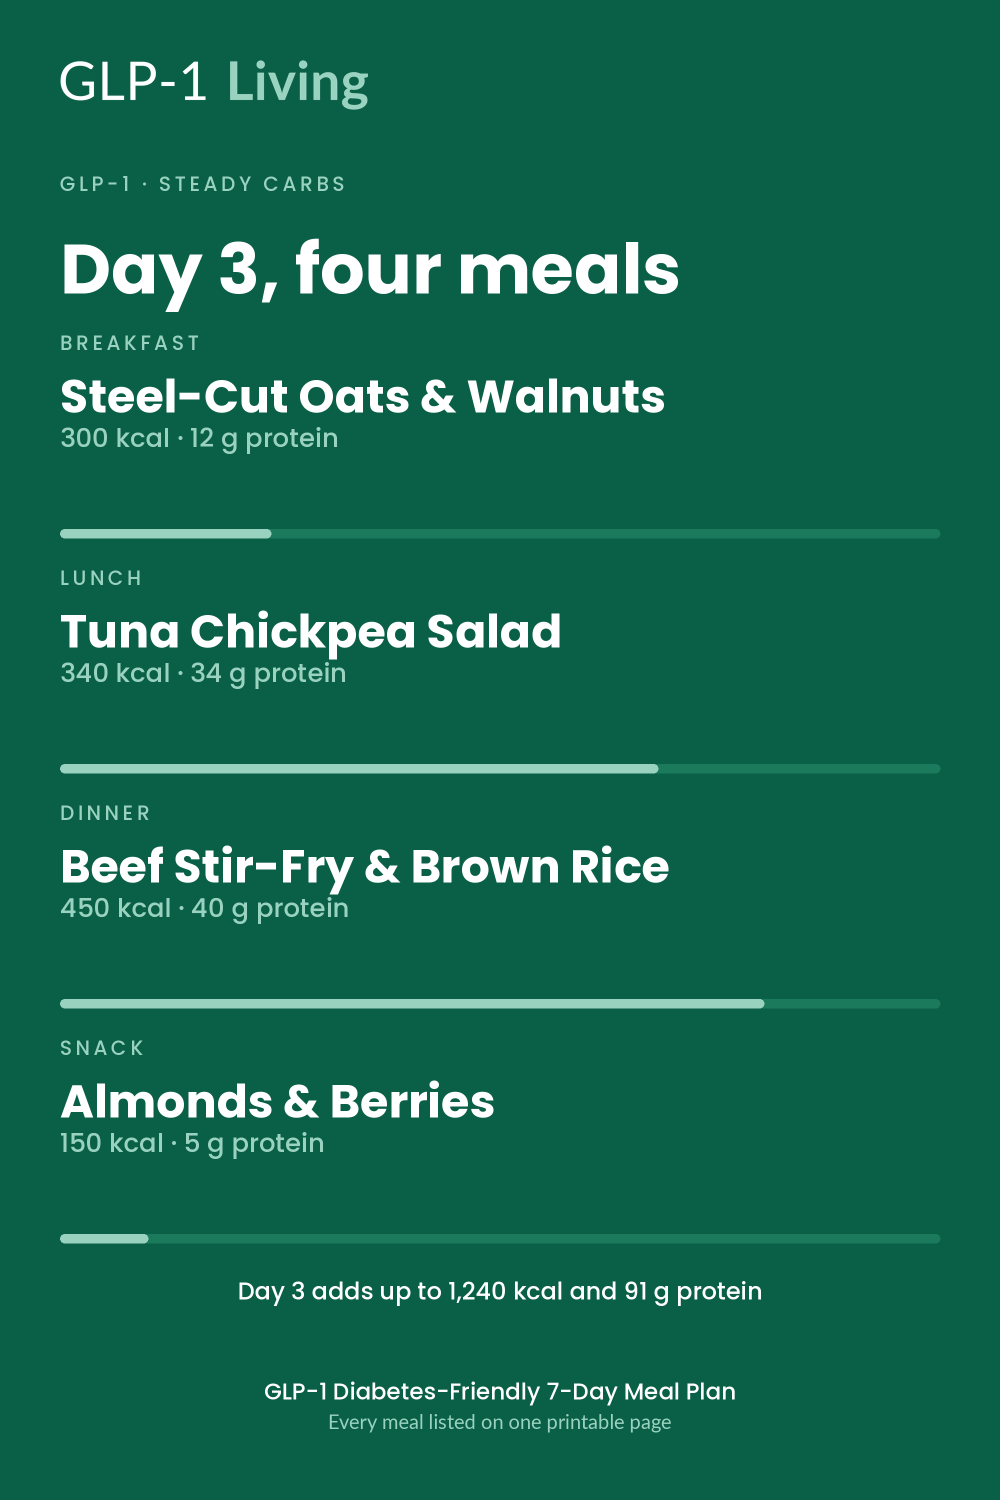 GLP-1 Living
GLP-1 · STEADY CARBS
Day 3, four meals
BREAKFAST
Steel-Cut Oats & Walnuts
300 kcal · 12 g protein
LUNCH
Tuna Chickpea Salad
340 kcal · 34 g protein
DINNER
Beef Stir-Fry & Brown Rice
450 kcal · 40 g protein
SNACK
Almonds & Berries
150 kcal · 5 g protein
Day 3 adds up to 1,240 kcal and 91 g protein
GLP-1 Diabetes-Friendly 7-Day Meal Plan
Every meal listed on one printable page